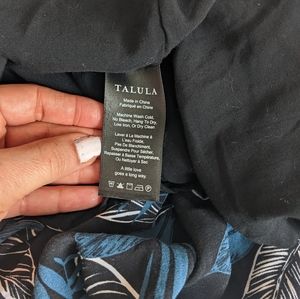 TALULA
Made in China
Fabriqué en Chine
Machine Wash Cold,
No Bleach, Hang To Dry,
Low Iron, Or Dry Clean
Laver à La Machine à
L'eau Froide,
Pas De Blanchiment,
Suspendre Pour Sécher,
Repasser à Basse Température,
Ou Nettoyer à Sec
A little love
goes a long way.